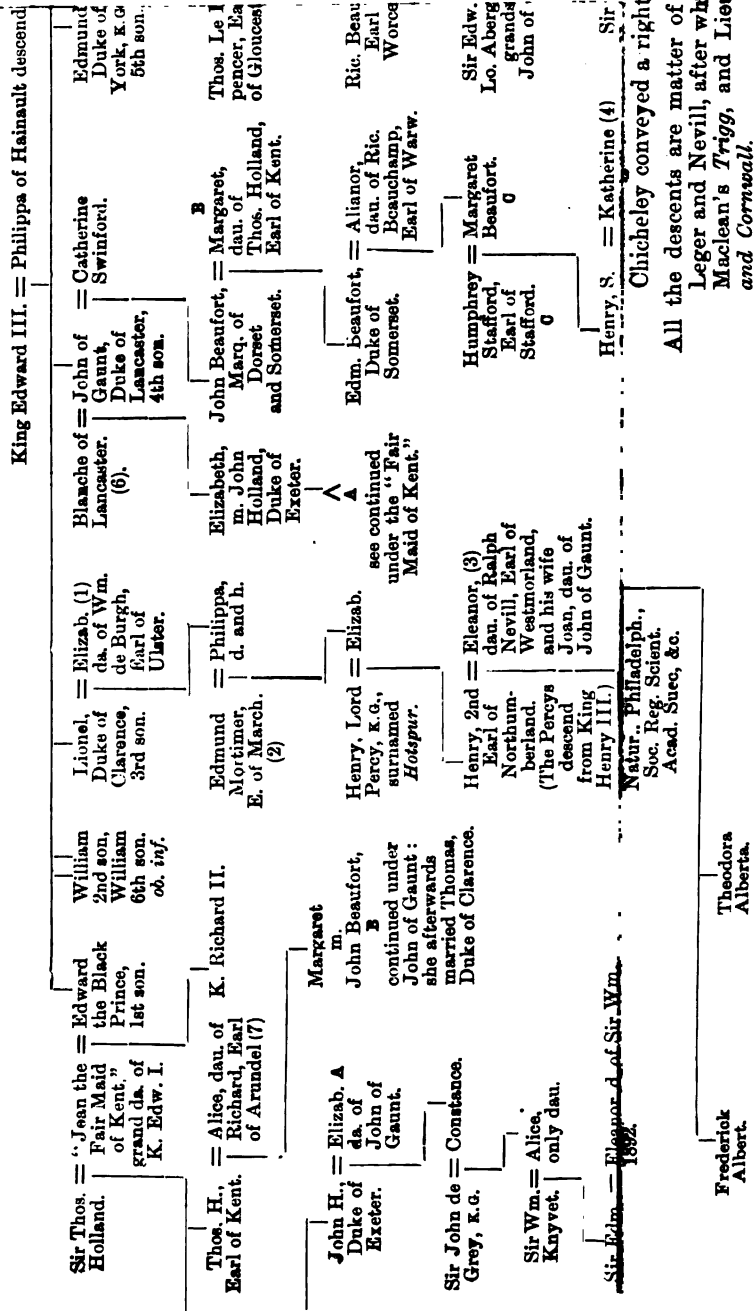 King Edward III. = Philippa of Hainault descend
Sir Thos. = "Jean the = Edward
Holland. Fair Maid the Black
of Kent," Prince,
grand da. of 1st son.
K. Edw. I.
William
2nd son,
William
6th son.
ob. inf.
Lionel, = Elizab. (1)
Duke of da. of Wm.
Clarence, de Burgh,
3rd son. Earl of
Ulster.
Blanche of = John of = Catherine
Lancaster. Gaunt, Swinford.
(6). Duke of
Lancaster,
4th son.
Edmund
Duke of
York, K.G
5th son.
Thos. H., = Alice, dau. of
Earl of Kent. Richard, Earl
of Arundel (7)
K. Richard II.
Edmund = Philippa,
Mortimer, d. and h.
E. of March.
(2)
Elizabeth,
m. John
Holland,
Duke of
Exeter.
A
see continued
under the "Fair
Maid of Kent."
John Beaufort, = Margaret,
Marq. of dau. of
Dorset Thos. Holland,
and Somerset. Earl of Kent.
B
Thos. Le
pencer, Ea
of Glouces
John H., = Elizab. A
Duke of da. of
Exeter. John of
Gaunt.
Margaret
m.
John Beaufort,
B
continued under
John of Gaunt:
she afterwards
married Thomas,
Duke of Clarence.
Henry, Lord = Elizab.
Percy, K.G.,
surnamed
Hotspur.
Edm. Beaufort, = Alianor,
Duke of dau. of Ric.
Somerset. Beauchamp,
Earl of Warw.
Ric. Beau
Earl
Worce
Sir John de = Constance.
Grey, K.G.
Henry, 2nd = Eleanor, (3)
Earl of dau. of Ralph
Northum- Nevill, Earl of
berland. Westmorland,
(The Percys and his wife
descend Joan, dau. of
from King John of Gaunt.
Henry III.)
Humphrey = Margaret
Stafford, Beaufort.
Earl of C
Stafford.
C
Sir Edw.
Lo. Aberg
grands
John of
Sir Wm. = Alice,
Knyvet. only dau.
Sir Edm. = Eleanor d. of Sir Wm.
1892.
Natur.. Philadelph.,
Soc. Reg. Scient.
Acad. Suec, &c.
Henry, S. = Katherine (4) Sir
Chicheley conveyed a right
All the descents are matter of
Leger and Nevill, after wh
Maclean's Trigg, and Lieu
and Cornwall.
Frederick
Albert.
Theodora
Alberta.